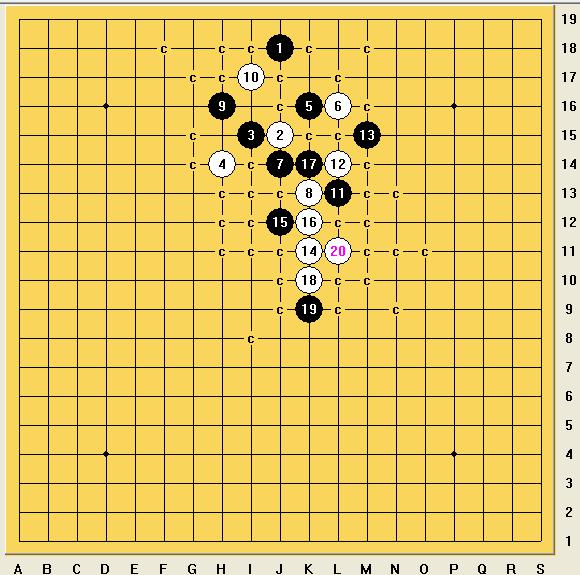 19
c c c 1 c c 18
c c 10 c c 17
9 c 5 6 c 16
c 3 2 c c 13 15
c 4 c 7 17 12 c 14
c c c 8 11 c c 13
c c 15 16 c c 12
c c c 14 20 c c c 11
c 18 c c 10
c 19 c c 9
c 8
7
6
5
4
3
2
1
A B C D E F G H I J K L M N O P Q R S